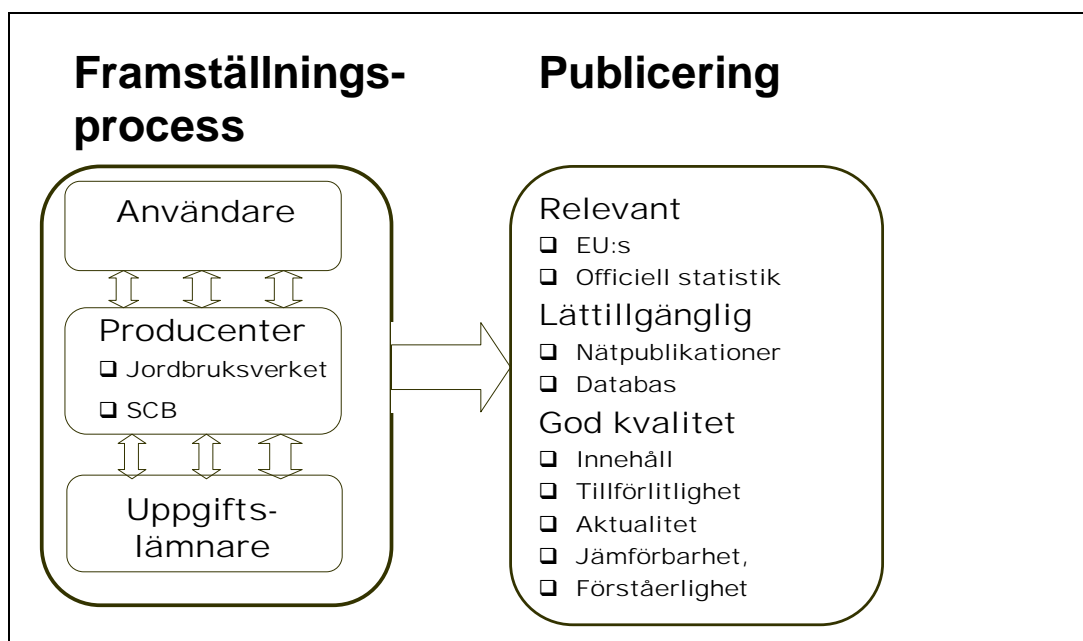 Framställnings-
process
Användare
Producenter
Jordbruksverket
SCB
Uppgifts-
lämnare
Publicering
Relevant
EU:s
Officiell statistik
Lättillgänglig
Nätpublikationer
Databas
God kvalitet
Innehåll
Tillförlitlighet
Aktualitet
Jämförbarhet,
Förståerlighet